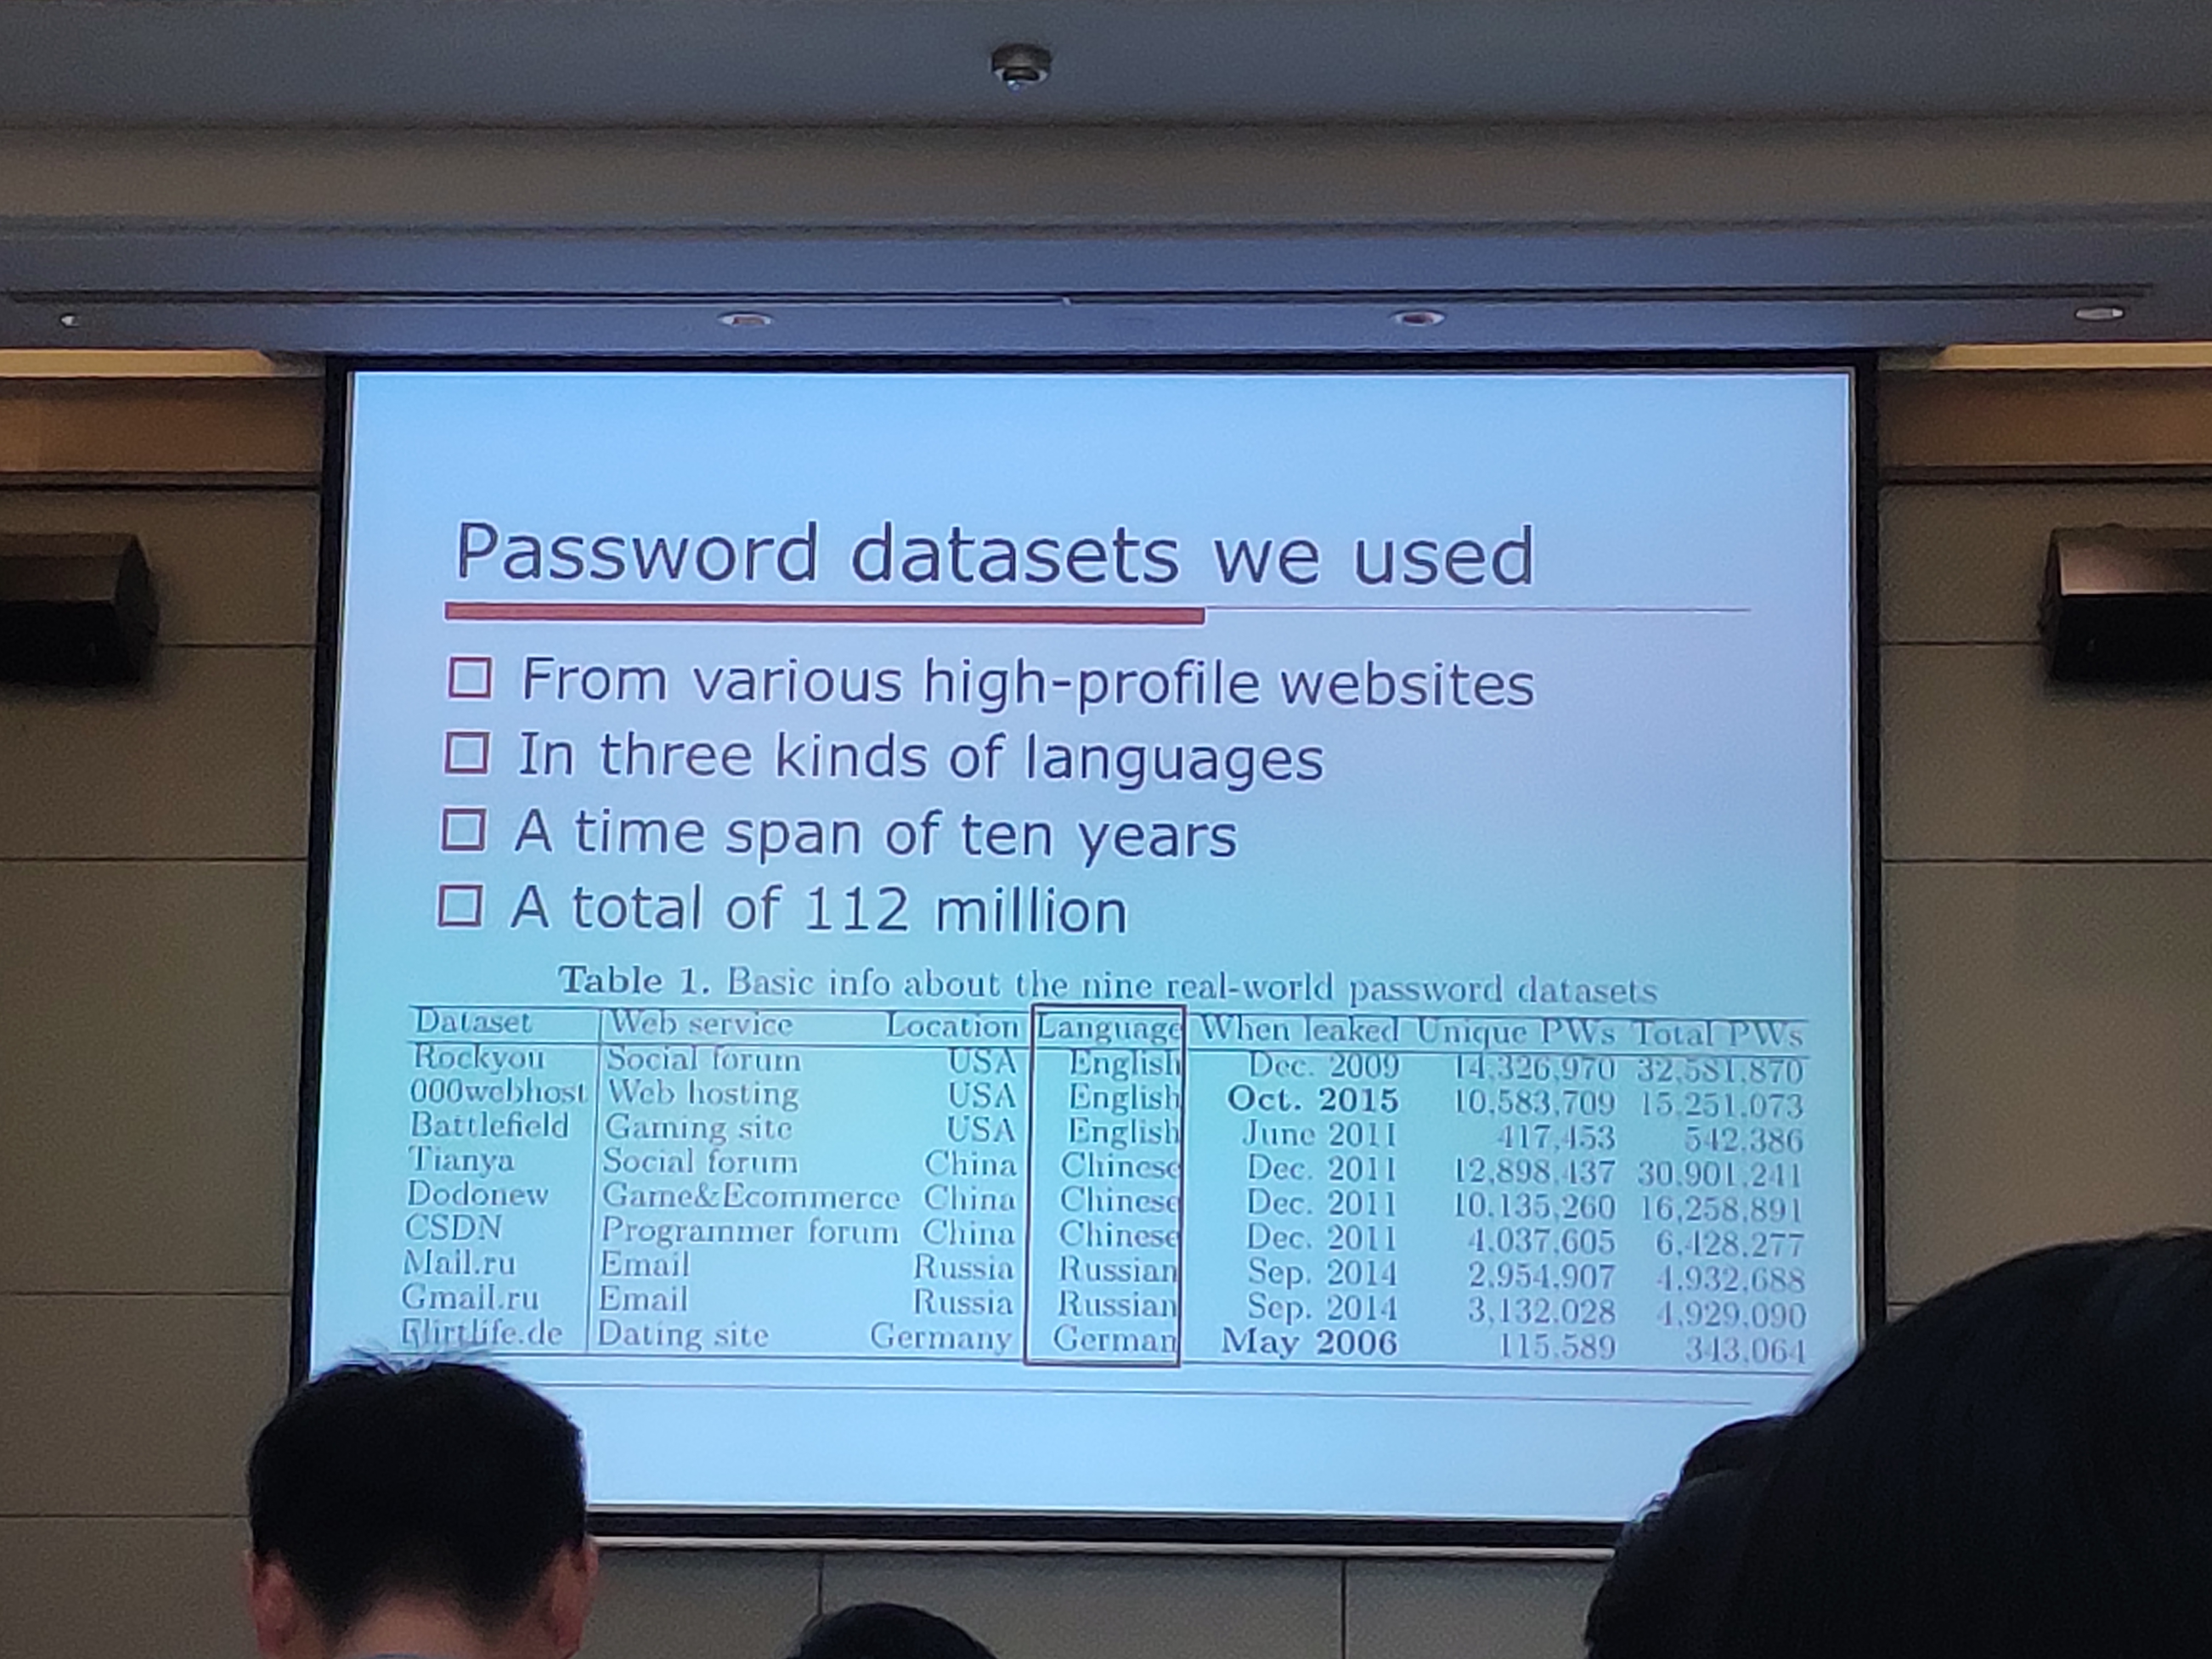 Password datasets we used
From various high-profile websites
In three kinds of languages
A time span of ten years
A total of 112 million
Table 1. Basic info about the nine real-world password datasets
Dataset Web service Location Language When leaked Unique PWs Total PWs
Rockyou Social forum USA English Dec. 2009 14,326,970 32,581,870
000webhost Web hosting USA English Oct. 2015 10,583,709 15,251,073
Battlefield Gaming site USA English June 2011 417,453 542,386
Tianya Social forum China Chinese Dec. 2011 12,898,437 30,901,241
Dodonew Game&Ecommerce China Chinese Dec. 2011 10,135,260 16,258,891
CSDN Programmer forum China Chinese Dec. 2011 4,037,605 6,428,277
Mail.ru Email Russia Russian Sep. 2014 2,954,907 4,932,688
Gmail.ru Email Russia Russian Sep. 2014 3,132,028 4,929,090
Flirtlife.de Dating site Germany German May 2006 115,589 343,064